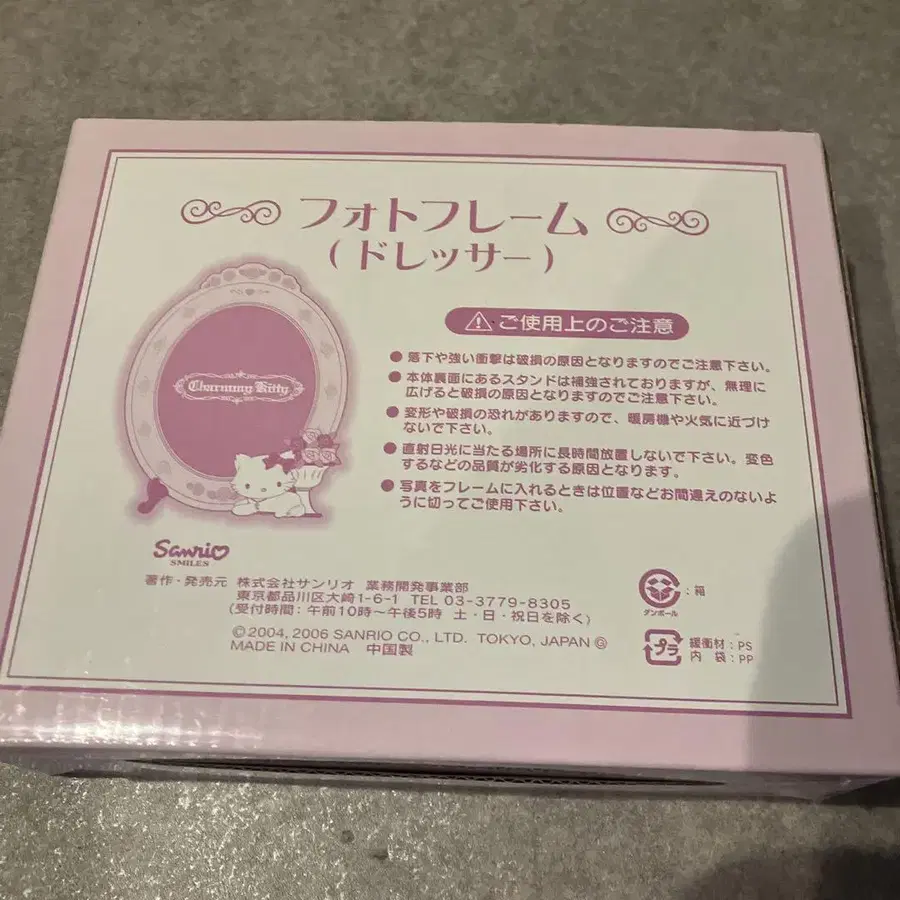 フォトフレーム
(ドレッサー)
Charmmy Kitty
ご使用上のご注意
● 落下や強い衝撃は破損の原因となりますのでご注意下さい。
● 本体裏面にあるスタンドは補強されておりますが、無理に
広げると破損の原因となりますのでご注意下さい。
● 変形や破損の恐れがありますので、暖房機や火気に近づけ
ないで下さい。
● 直射日光に当たる場所に長時間放置しないで下さい。変色
するなどの品質が劣化する原因となります。
● 写真をフレームに入れるときは位置などお間違えのないよ
うに切ってご使用下さい。
Sanrio
SMILES
著作・発売元 株式会社サンリオ 業務開発事業部
東京都品川区大崎1-6-1 TEL 03-3779-8305
(受付時間：午前10時〜午後5時 土・日・祝日を除く)
©2004, 2006 SANRIO CO., LTD. TOKYO, JAPAN Ⓖ
MADE IN CHINA 中国製
：箱
ダンボール
プラ
緩衝材：PS
内 袋：PP